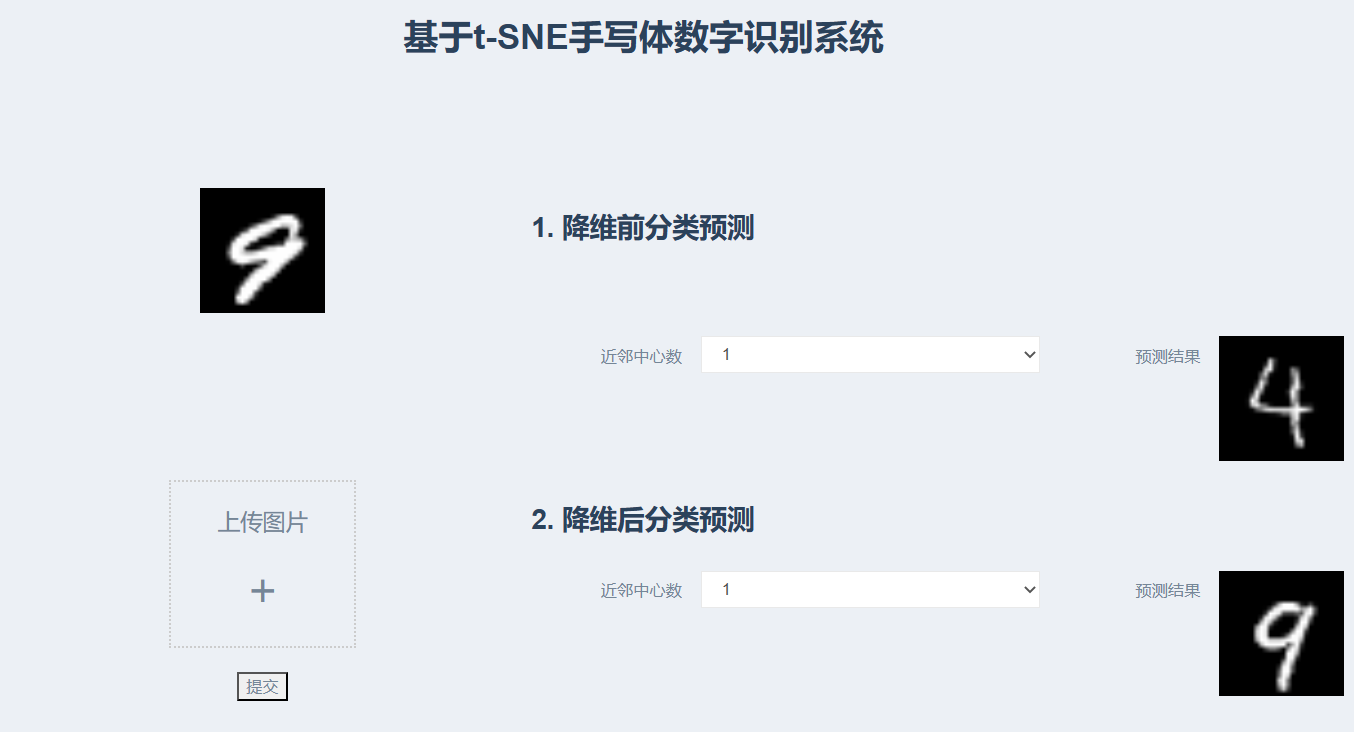 基于t-SNE手写体数字识别系统
9
1. 降维前分类预测
近邻中心数
1
预测结果
4
上传图片
+
提交
2. 降维后分类预测
近邻中心数
1
预测结果
9